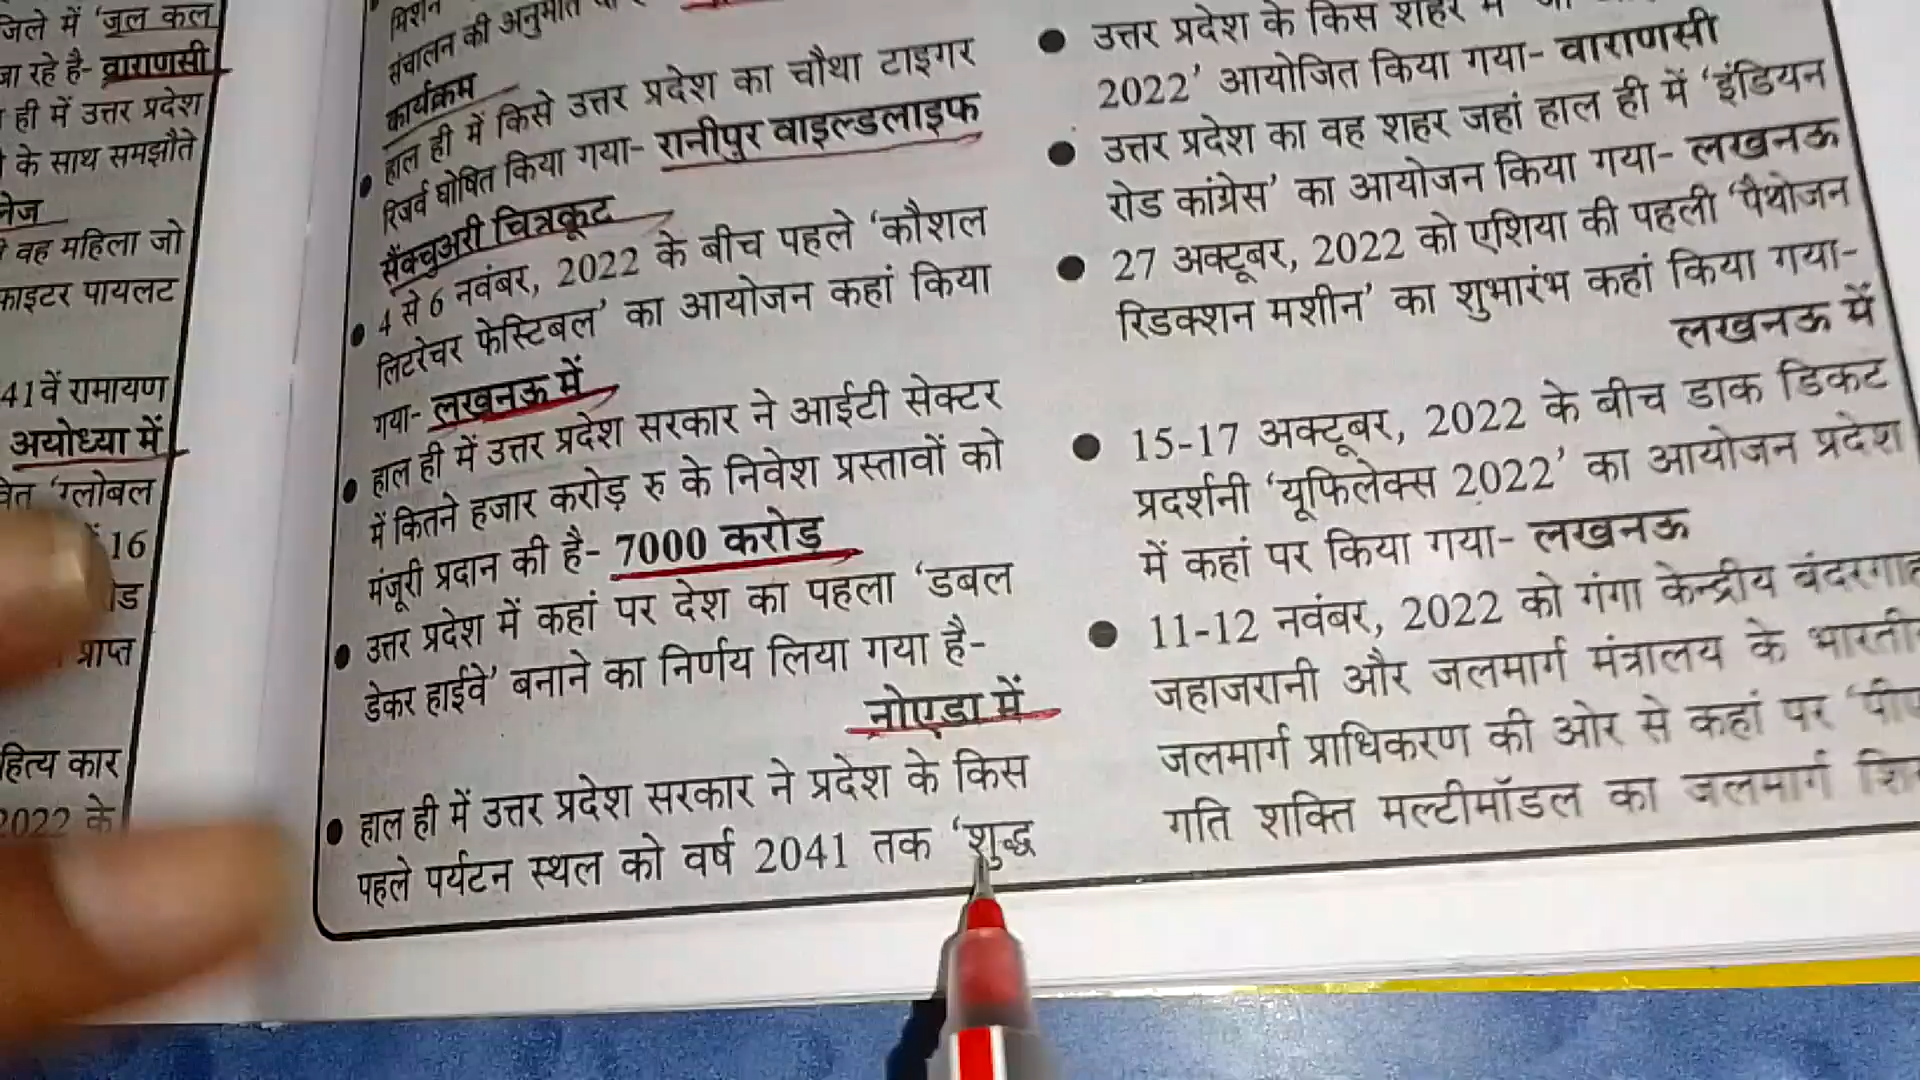 जिले में 'जल कल
जा रहे है- वाराणसी
ही में उत्तर प्रदेश
के साथ समझौते
वह महिला जो
फाइटर पायलट
41वें रामायण
अयोध्या में
'ग्लोबल
16
प्राप्त
कार
2022 के
मिशन
संचालन की अनुमति
कार्यक्रम
● हाल ही में किसे उत्तर प्रदेश का चौथा टाइगर
रिजर्व घोषित किया गया- रानीपुर वाइल्डलाइफ
सैंक्चुअरी चित्रकूट
● 4 से 6 नवंबर, 2022 के बीच पहले 'कौशल
लिटरेचर फेस्टिबल' का आयोजन कहां किया
गया- लखनऊ में
● हाल ही में उत्तर प्रदेश सरकार ने आईटी सेक्टर
में कितने हजार करोड़ रु के निवेश प्रस्तावों को
मंजूरी प्रदान की है- 7000 करोड़
● उत्तर प्रदेश में कहां पर देश का पहला 'डबल
डेकर हाईवे' बनाने का निर्णय लिया गया है-
नोएडा में
● हाल ही में उत्तर प्रदेश सरकार ने प्रदेश के किस
पहले पर्यटन स्थल को वर्ष 2041 तक 'शुद्ध
● उत्तर प्रदेश के किस शहर में
2022' आयोजित किया गया- वाराणसी
● उत्तर प्रदेश का वह शहर जहां हाल ही में 'इंडियन
रोड कांग्रेस' का आयोजन किया गया- लखनऊ
● 27 अक्टूबर, 2022 को एशिया की पहली 'पैथोजन
रिडक्शन मशीन' का शुभारंभ कहां किया गया-
लखनऊ में
● 15-17 अक्टूबर, 2022 के बीच डाक डिकट
प्रदर्शनी 'यूफिलेक्स 2022' का आयोजन प्रदेश
में कहां पर किया गया- लखनऊ
● 11-12 नवंबर, 2022 को गंगा केन्द्रीय बंदरगाह
जहाजरानी और जलमार्ग मंत्रालय के
जलमार्ग प्राधिकरण की ओर से कहां पर
गति शक्ति मल्टीमॉडल का जलमार्ग